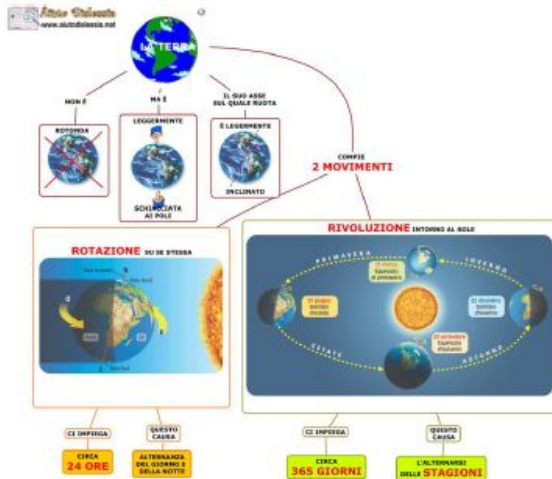 Aiuto Dislessia
www.aiutodislessia.net
LA TERRA
NON È
ROTONDA
MA È
LEGGERMENTE
SCHIACCIATA
AI POLI
IL SUO ASSE
SUL QUALE RUOTA
È LEGERMENTE
INCLINATO
COMPIE
2 MOVIMENTI
ROTAZIONE SU SE STESSA
CI IMPIEGA
CIRCA
24 ORE
QUESTO
CAUSA
ALTERNANZA
DEL GIORNO E
DELLA NOTTE
RIVOLUZIONE INTORNO AL SOLE
PRIMAVERA
INVERNO
ESTATE
AUTUNNO
CI IMPIEGA
CIRCA
365 GIORNI
QUESTO
CAUSA
L'ALTERNARSI
DELLE STAGIONI